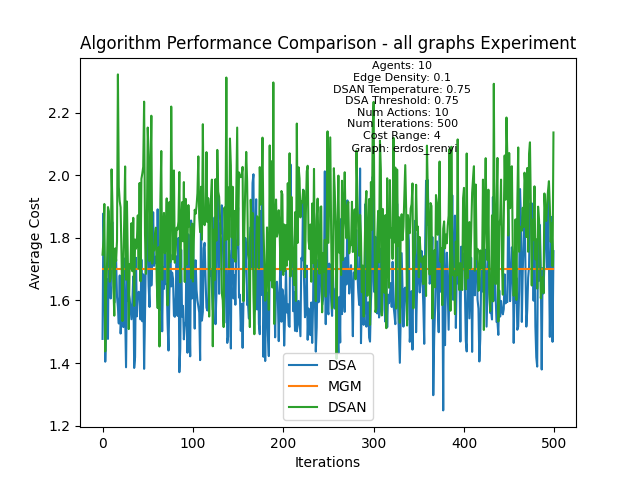 Algorithm Performance Comparison - all graphs Experiment
Agents: 10
Edge Density: 0.1
DSAN Temperature: 0.75
DSA Threshold: 0.75
Num Actions: 10
Num Iterations: 500
Cost Range: 4
Graph: erdos_renyi
Average Cost
2.2
2.0
1.8
1.6
1.4
1.2
DSA
MGM
DSAN
0 100 200 300 400 500
Iterations